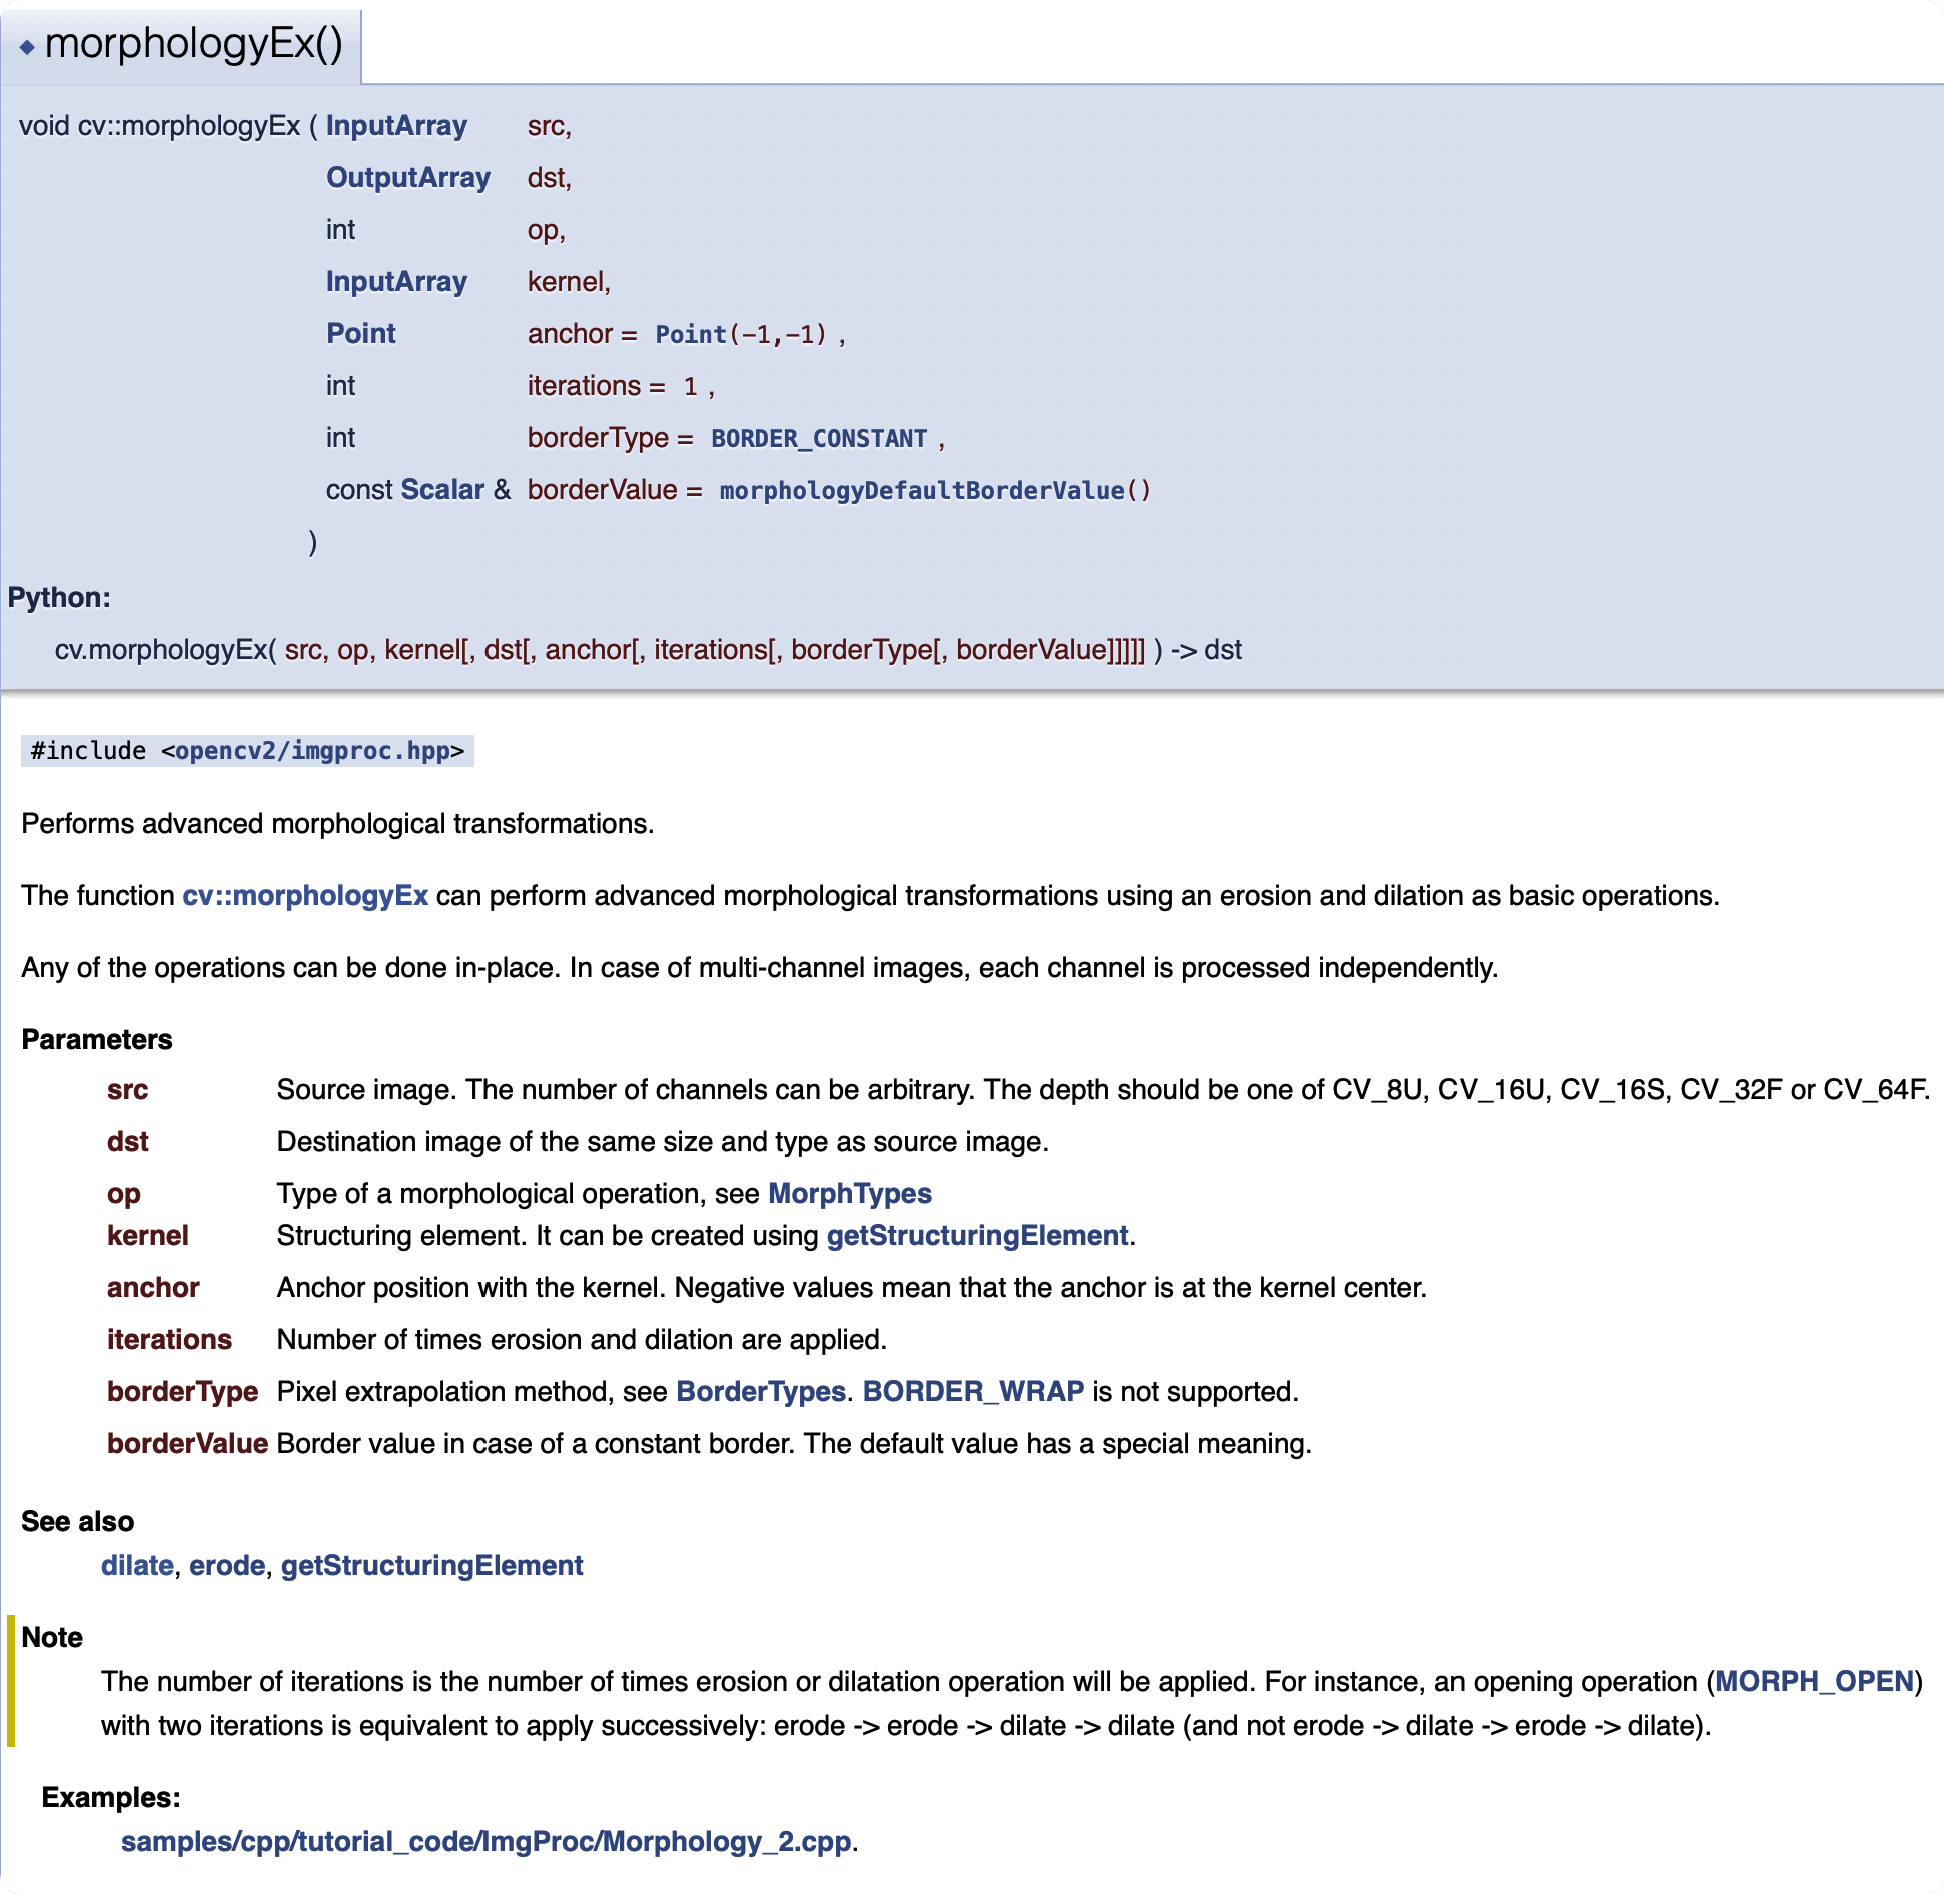 ◆ morphologyEx()
void cv::morphologyEx ( InputArray src,
OutputArray dst,
int op,
InputArray kernel,
Point anchor = Point(-1,-1) ,
int iterations = 1 ,
int borderType = BORDER_CONSTANT ,
const Scalar & borderValue = morphologyDefaultBorderValue()
)
Python:
cv.morphologyEx( src, op, kernel[, dst[, anchor[, iterations[, borderType[, borderValue]]]]] ) -> dst
#include <opencv2/imgproc.hpp>
Performs advanced morphological transformations.
The function cv::morphologyEx can perform advanced morphological transformations using an erosion and dilation as basic operations.
Any of the operations can be done in-place. In case of multi-channel images, each channel is processed independently.
Parameters
src Source image. The number of channels can be arbitrary. The depth should be one of CV_8U, CV_16U, CV_16S, CV_32F or CV_64F.
dst Destination image of the same size and type as source image.
op Type of a morphological operation, see MorphTypes
kernel Structuring element. It can be created using getStructuringElement.
anchor Anchor position with the kernel. Negative values mean that the anchor is at the kernel center.
iterations Number of times erosion and dilation are applied.
borderType Pixel extrapolation method, see BorderTypes. BORDER_WRAP is not supported.
borderValue Border value in case of a constant border. The default value has a special meaning.
See also
dilate, erode, getStructuringElement
Note
The number of iterations is the number of times erosion or dilatation operation will be applied. For instance, an opening operation (MORPH_OPEN)
with two iterations is equivalent to apply successively: erode -> erode -> dilate -> dilate (and not erode -> dilate -> erode -> dilate).
Examples:
samples/cpp/tutorial_code/ImgProc/Morphology_2.cpp.